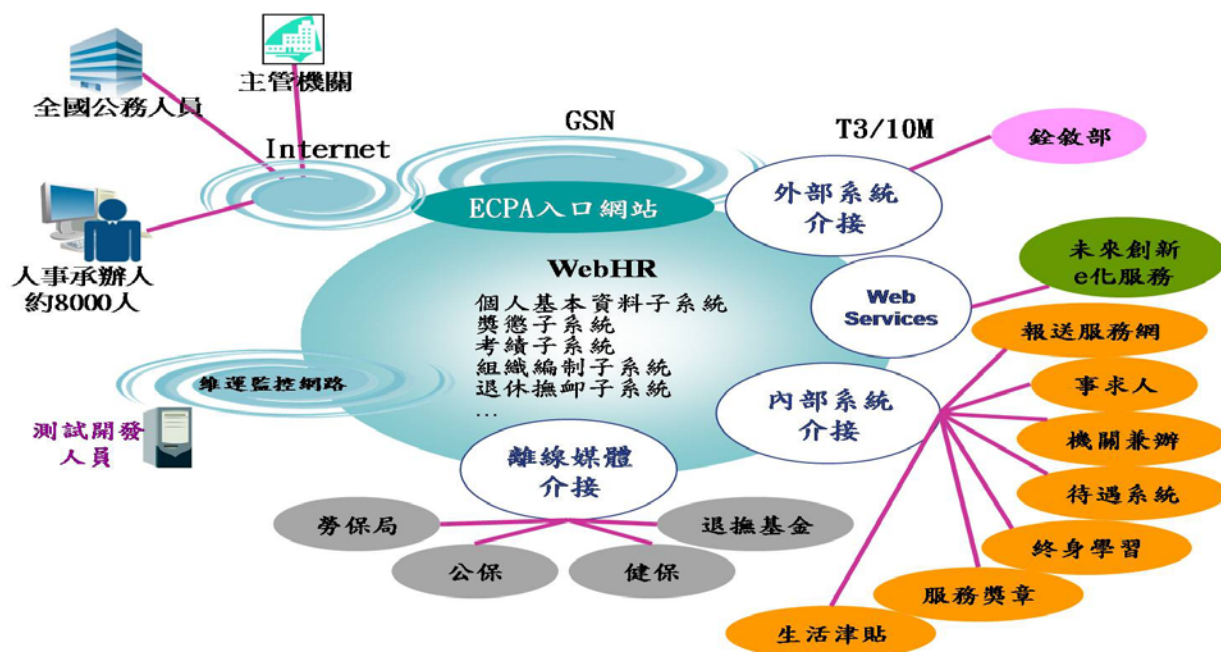 主管機關
全國公務人員
GSN
T3/10M
銓敘部
Internet
外部系統
介接
ECPA入口網站
人事承辦人
約8000人
WebHR
個人基本資料子系統
獎懲子系統
考績子系統
組織編制子系統
退休撫卹子系統
…
Web
Services
未來創新
e化服務
報送服務網
維運監控網路
事求人
內部系統
介接
測試開發
人員
機關兼辦
離線媒體
介接
待遇系統
勞保局
退撫基金
終身學習
公保
健保
服務獎章
生活津貼